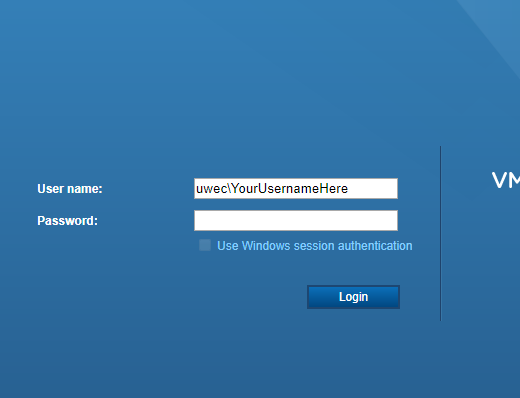 User name:
uwec\YourUsernameHere
Password:
Use Windows session authentication
Login
VM